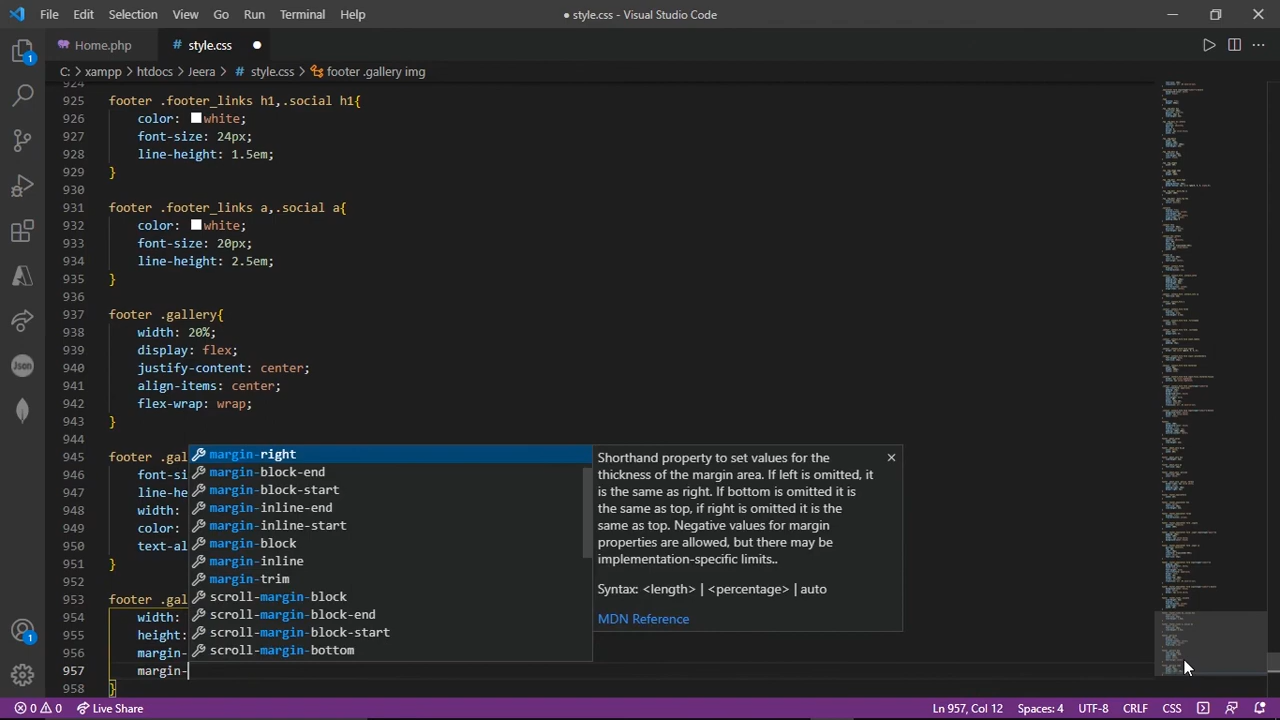 File Edit Selection View Go Run Terminal Help
● style.css - Visual Studio Code
Home.php
# style.css ●
C: > xampp > htdocs > Jeera > # style.css > footer .gallery img
924
925 footer .footer_links h1,.social h1{
926 color: white;
927 font-size: 24px;
928 line-height: 1.5em;
929 }
930
931 footer .footer_links a,.social a{
932 color: white;
933 font-size: 20px;
934 line-height: 2.5em;
935 }
936
937 footer .gallery{
938 width: 20%;
939 display: flex;
940 justify-content: center;
941 align-items: center;
942 flex-wrap: wrap;
943 }
944
945 footer .gal
946 font-s
947 line-he
948 width:
949 color:
950 text-al
951 }
952
953 footer .gal
954 width:
955 height:
956 margin-
957 margin-
958 }
margin-right
margin-block-end
margin-block-start
margin-inline-end
margin-inline-start
margin-block
margin-inline
margin-trim
scroll-margin-block
scroll-margin-block-end
scroll-margin-block-start
scroll-margin-bottom
Shorthand property to set values for the
thickness of the margin area. If left is omitted, it
is the same as right. If bottom is omitted it is
the same as top, if right is omitted it is the
same as top. Negative values for margin
properties are allowed, but there may be
implementation-specific limits..
Syntax: <length> | <percentage> | auto
MDN Reference
1
JSON
1
0 0 Live Share
Ln 957, Col 12 Spaces: 4 UTF-8 CRLF CSS